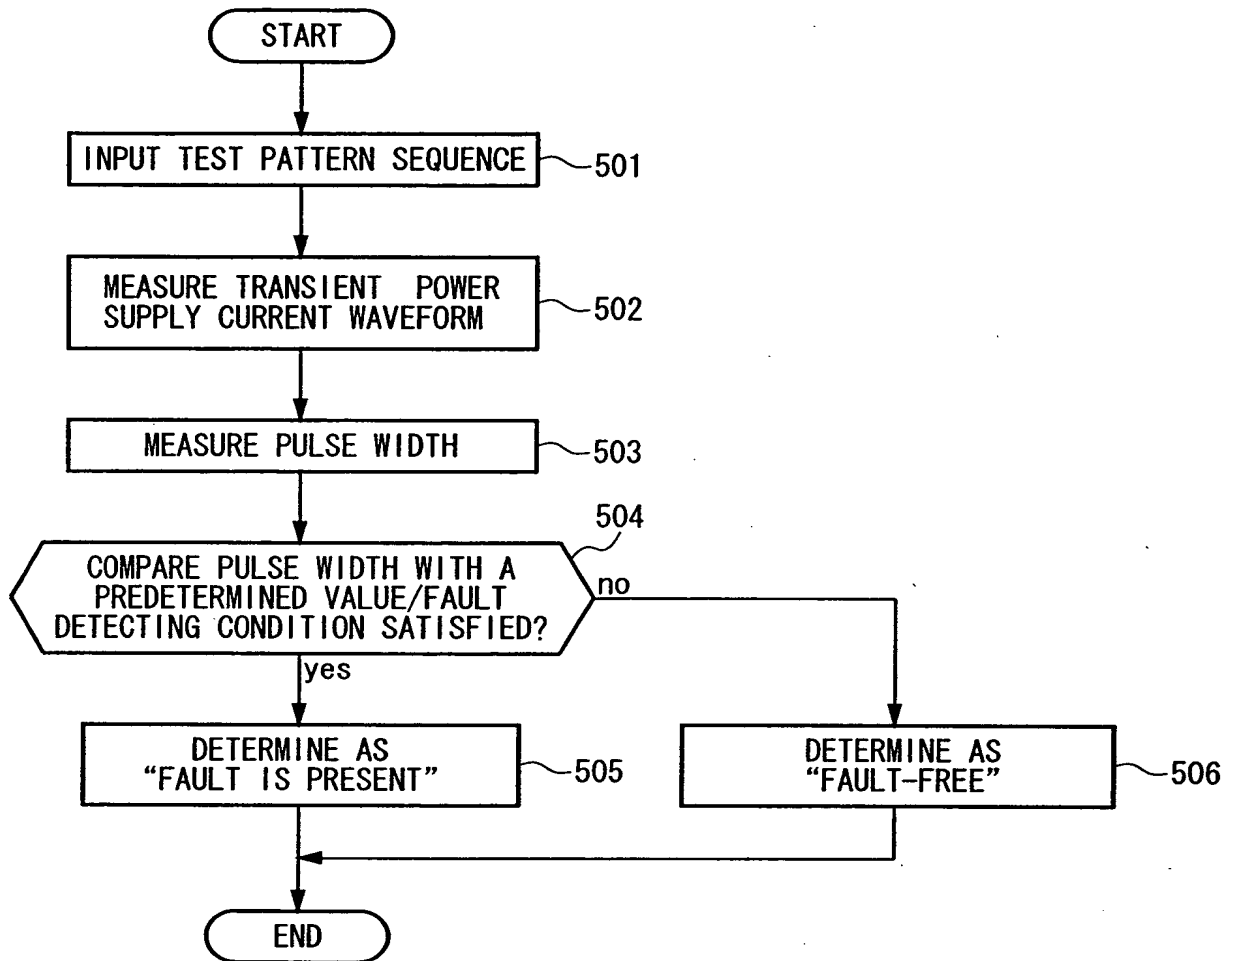 START
INPUT TEST PATTERN SEQUENCE
501
MEASURE TRANSIENT POWER
SUPPLY CURRENT WAVEFORM
502
MEASURE PULSE WIDTH
503
504
COMPARE PULSE WIDTH WITH A
PREDETERMINED VALUE/FAULT
DETECTING CONDITION SATISFIED?
no
yes
DETERMINE AS
“FAULT IS PRESENT”
505
DETERMINE AS
“FAULT-FREE”
506
END